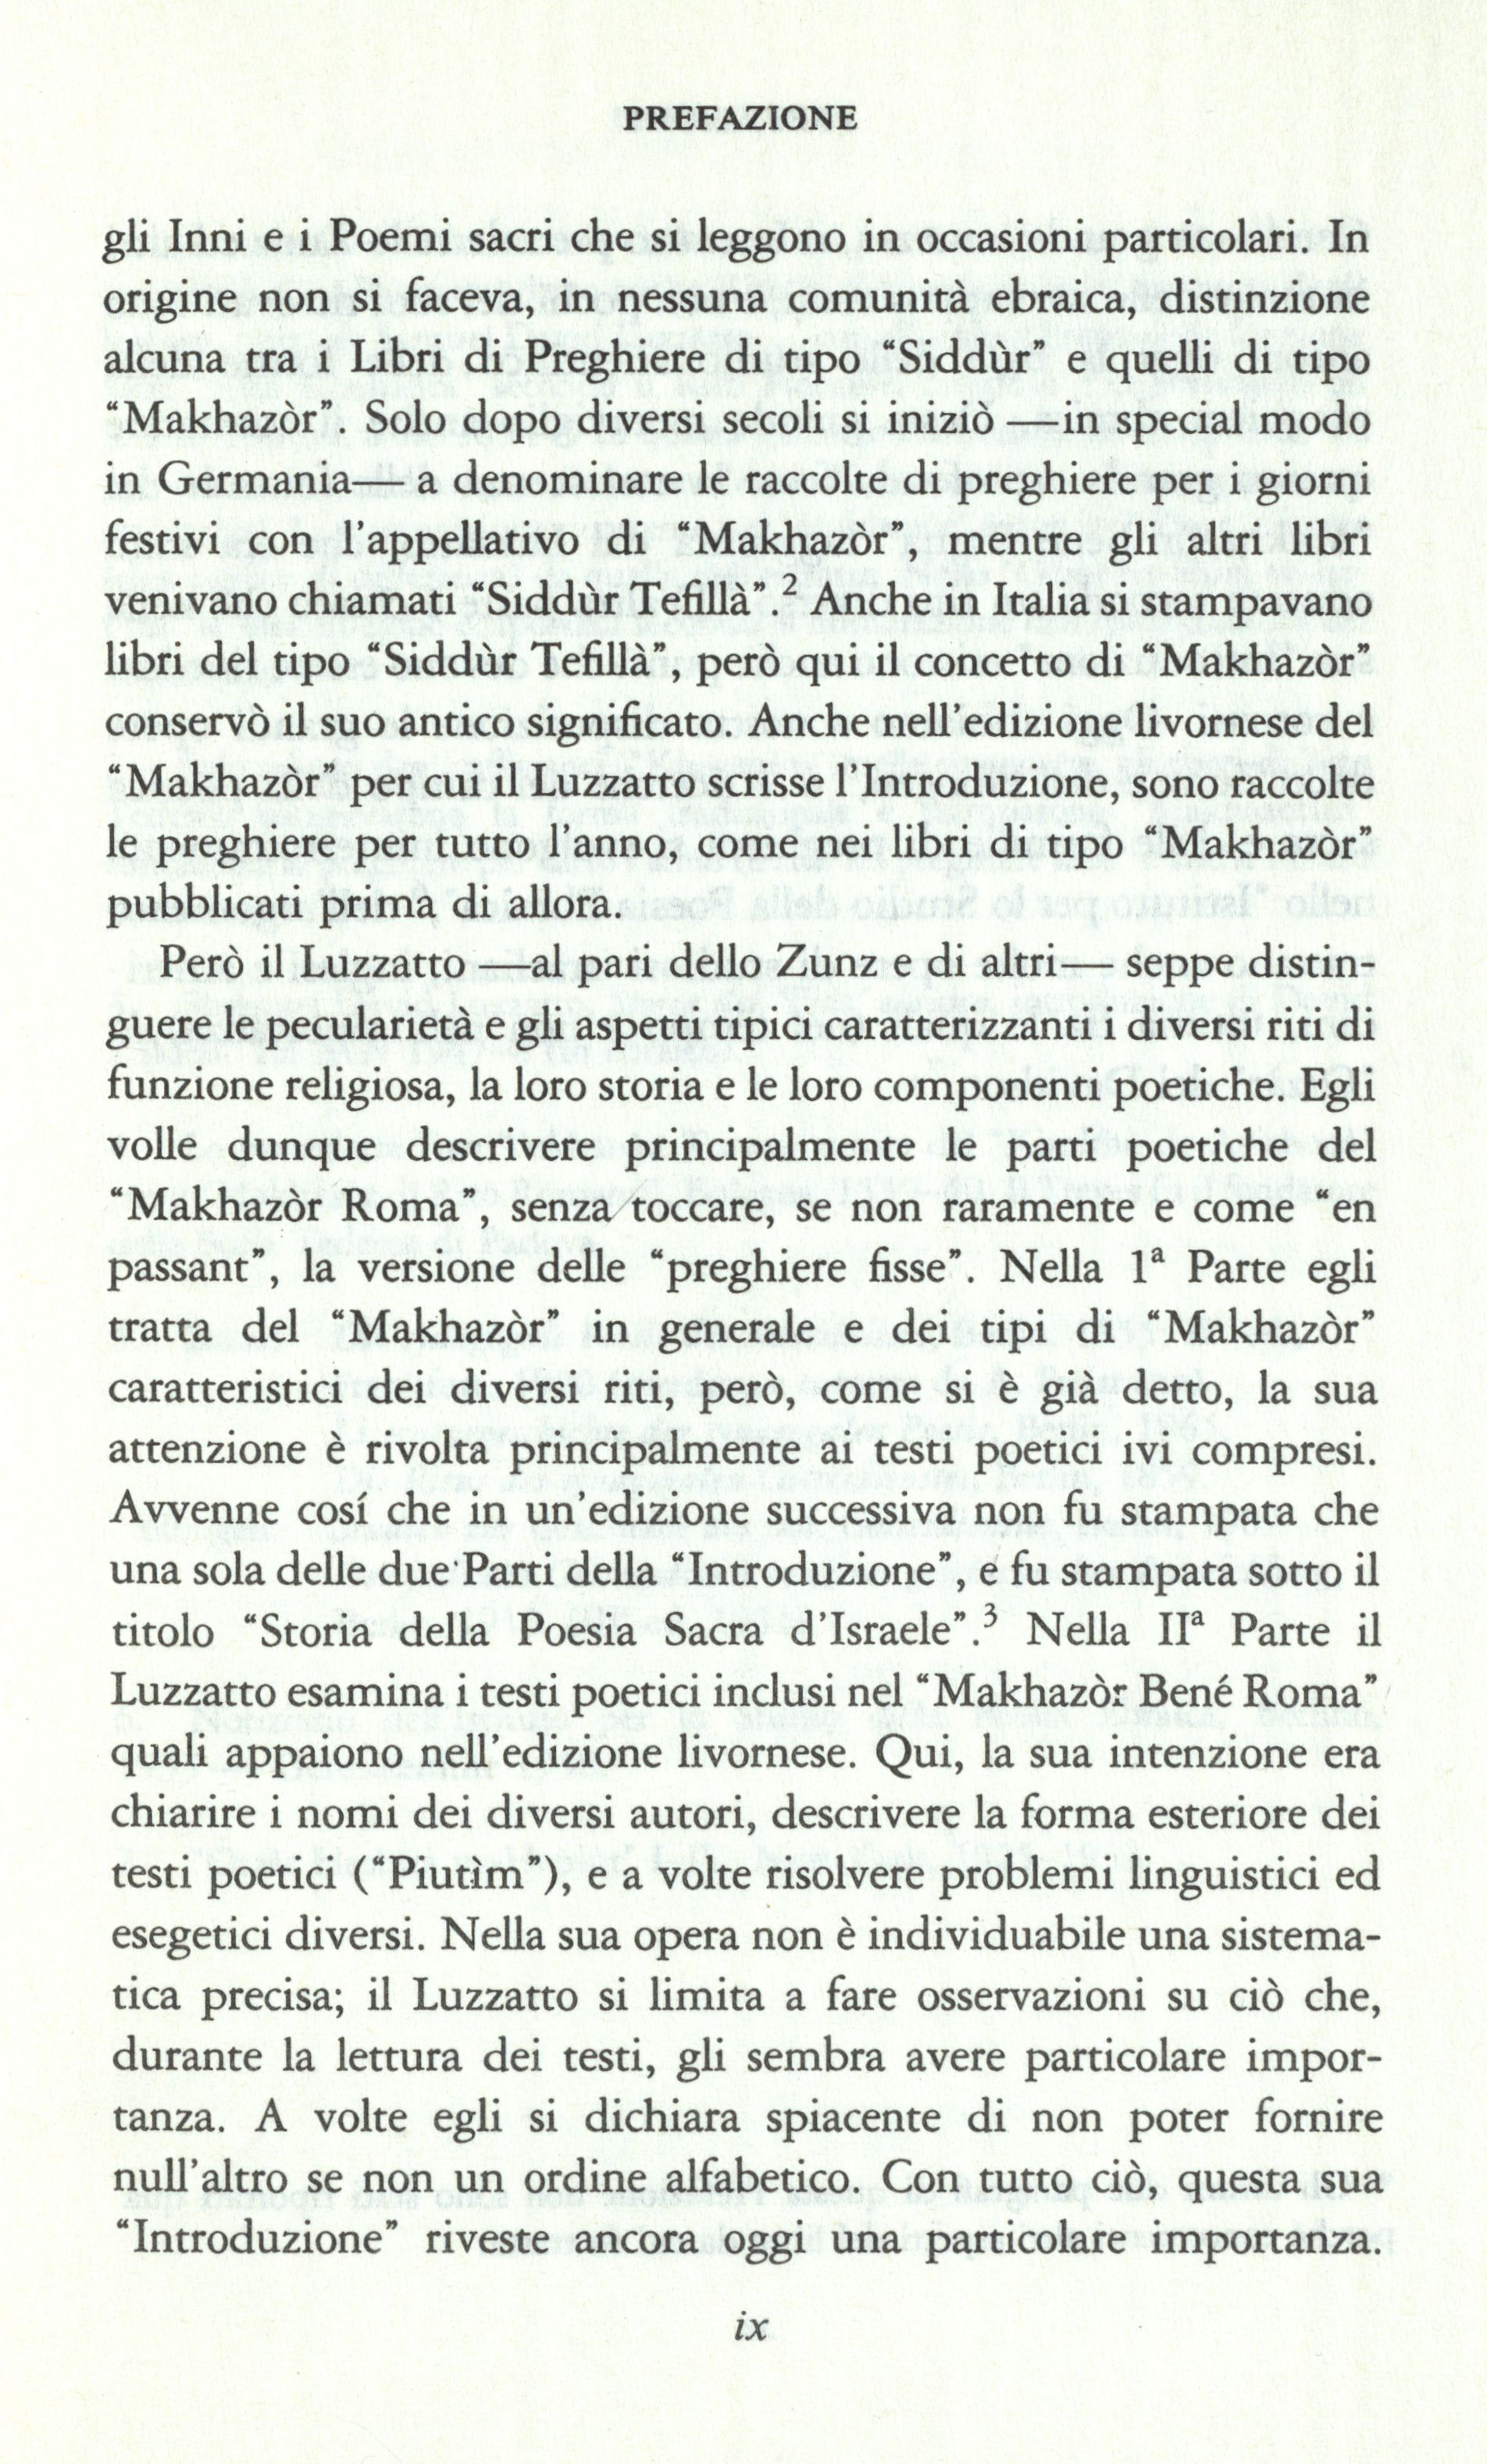 PREFAZIONE
gli Inni e i Poemi sacri che si leggono in occasioni particolari. In
origine non si faceva, in nessuna comunità ebraica, distinzione
alcuna tra i Libri di Preghiere di tipo “Siddùr” e quelli di tipo
“Makhazòr”. Solo dopo diversi secoli si iniziò —in special modo
in Germania— a denominare le raccolte di preghiere per i giorni
festivi con l'appellativo di “Makhazòr”, mentre gli altri libri
venivano chiamati “Siddùr Tefillà”.² Anche in Italia si stampavano
libri del tipo “Siddùr Tefillà”, però qui il concetto di “Makhazòr”
conservò il suo antico significato. Anche nell'edizione livornese del
“Makhazòr” per cui il Luzzatto scrisse l'Introduzione, sono raccolte
le preghiere per tutto l'anno, come nei libri di tipo “Makhazòr”
pubblicati prima di allora.
Però il Luzzatto —al pari dello Zunz e di altri— seppe distin-
guere le pecularietà e gli aspetti tipici caratterizzanti i diversi riti di
funzione religiosa, la loro storia e le loro componenti poetiche. Egli
volle dunque descrivere principalmente le parti poetiche del
“Makhazòr Roma”, senza toccare, se non raramente e come “en
passant”, la versione delle “preghiere fisse”. Nella 1ª Parte egli
tratta del “Makhazòr” in generale e dei tipi di “Makhazòr”
caratteristici dei diversi riti, però, come si è già detto, la sua
attenzione è rivolta principalmente ai testi poetici ivi compresi.
Avvenne cosí che in un'edizione successiva non fu stampata che
una sola delle due Parti della “Introduzione”, e fu stampata sotto il
titolo “Storia della Poesia Sacra d'Israele”.³ Nella IIª Parte il
Luzzatto esamina i testi poetici inclusi nel “Makhazòr Bené Roma”
quali appaiono nell'edizione livornese. Qui, la sua intenzione era
chiarire i nomi dei diversi autori, descrivere la forma esteriore dei
testi poetici (“Piutìm”), e a volte risolvere problemi linguistici ed
esegetici diversi. Nella sua opera non è individuabile una sistema-
tica precisa; il Luzzatto si limita a fare osservazioni su ciò che,
durante la lettura dei testi, gli sembra avere particolare impor-
tanza. A volte egli si dichiara spiacente di non poter fornire
null'altro se non un ordine alfabetico. Con tutto ciò, questa sua
“Introduzione” riveste ancora oggi una particolare importanza.
ix